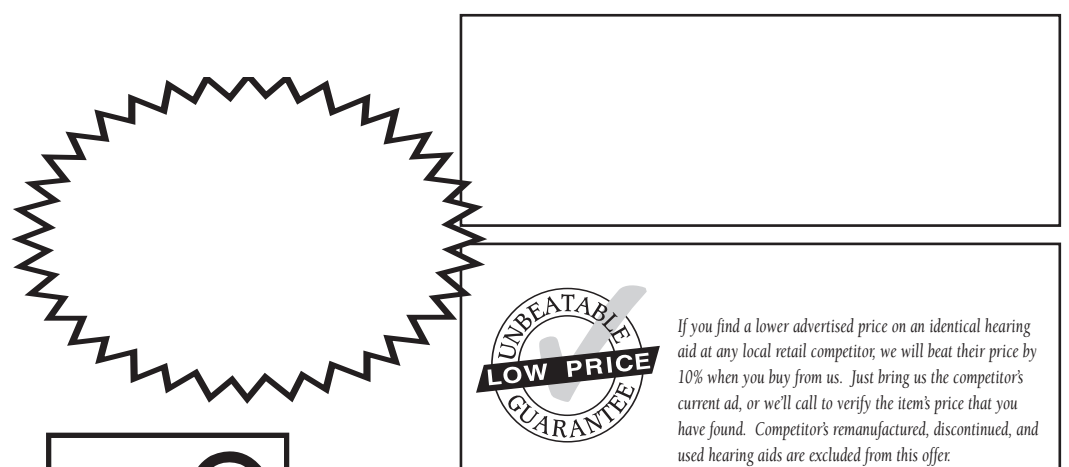 UNBEATABLE
LOW PRICE
GUARANTEE
If you find a lower advertised price on an identical hearing
aid at any local retail competitor, we will beat their price by
10% when you buy from us.  Just bring us the competitor's
current ad, or we'll call to verify the item's price that you
have found.  Competitor's remanufactured, discontinued, and
used hearing aids are excluded from this offer.